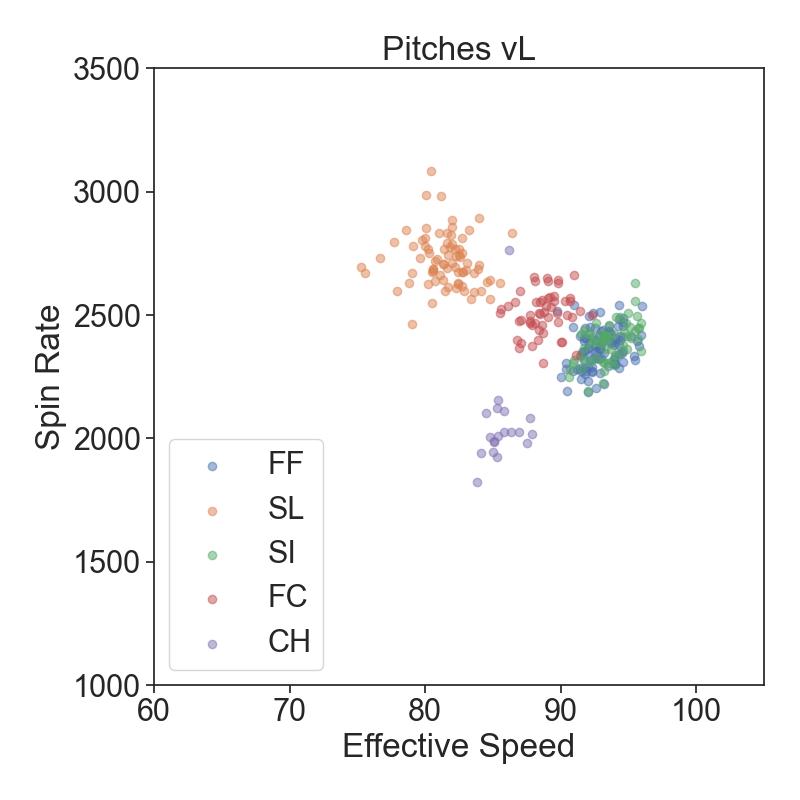 Pitches vL
3500
3000
2500
2000
1500
1000
Spin Rate
FF
SL
SI
FC
CH
60 70 80 90 100
Effective Speed